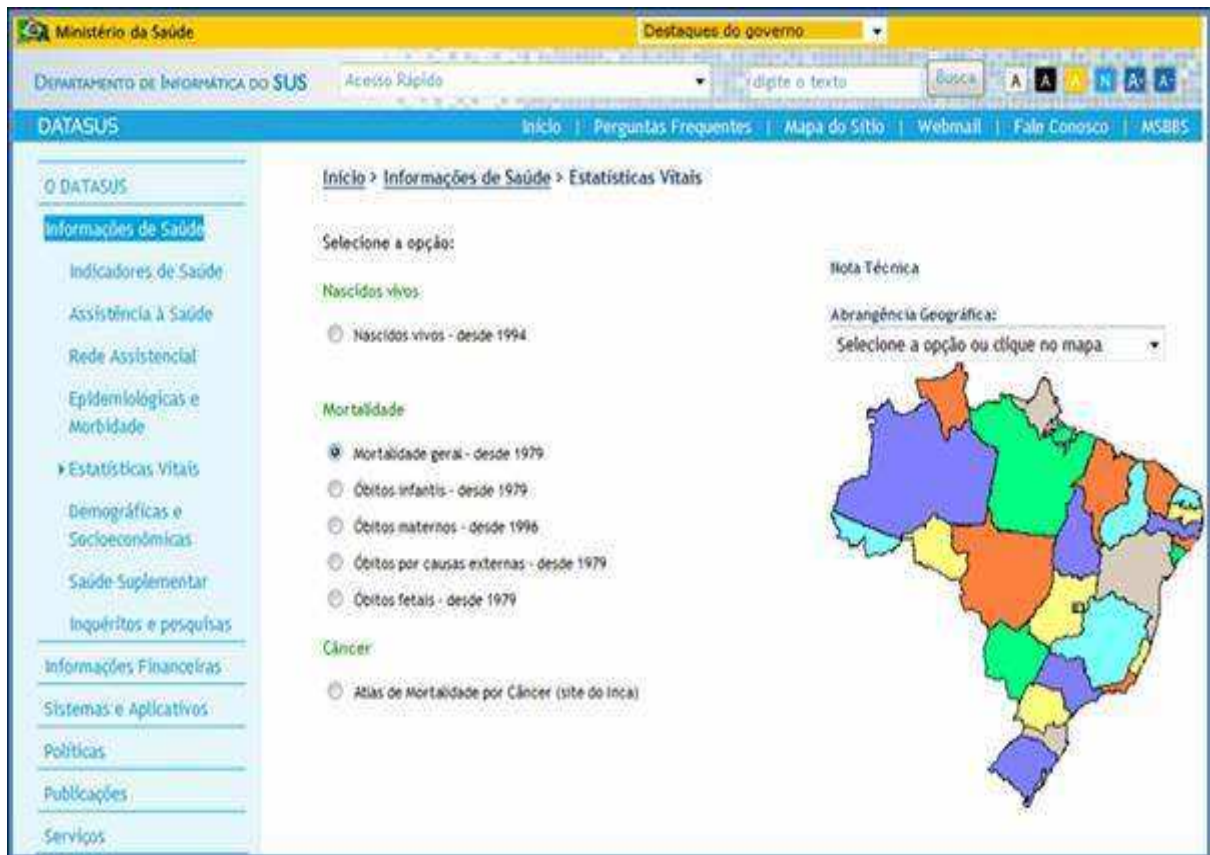 Ministério da Saúde
Destaques do governo
DEPARTAMENTO DE INFORMÁTICA DO SUS
Acesso Rápido
digite o texto
Busca
A A A N A+ A-
DATASUS
Início | Perguntas Frequentes | Mapa do Sítio | Webmail | Fale Conosco | MSBBS
O DATASUS
Informações de Saúde
Indicadores de Saúde
Assistência à Saúde
Rede Assistencial
Epidemiológicas e
Morbidade
Estatísticas Vitais
Demográficas e
Socioeconômicas
Saúde Suplementar
Inquéritos e pesquisas
Informações Financeiras
Sistemas e Aplicativos
Políticas
Publicações
Serviços
Início > Informações de Saúde > Estatísticas Vitais
Selecione a opção:
Nascidos vivos
Nascidos vivos - desde 1994
Mortalidade
Mortalidade geral - desde 1979
Óbitos infantis - desde 1979
Óbitos maternos - desde 1996
Óbitos por causas externas - desde 1979
Óbitos fetais - desde 1979
Câncer
Atlas de Mortalidade por Câncer (site do Inca)
Nota Técnica
Abrangência Geográfica:
Selecione a opção ou clique no mapa